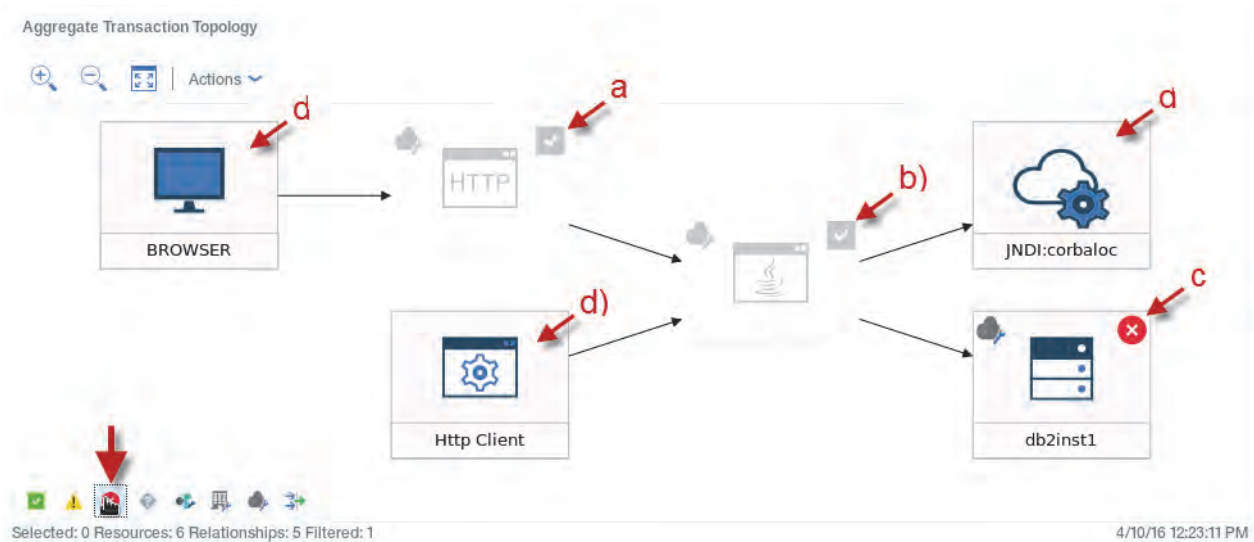 Aggregate Transaction Topology
Actions
a
d
d
HTTP
b)
BROWSER
JNDI:corbaloc
c
d)
Http Client
db2inst1
Selected: 0 Resources: 6 Relationships: 5 Filtered: 1
4/10/16 12:23:11 PM